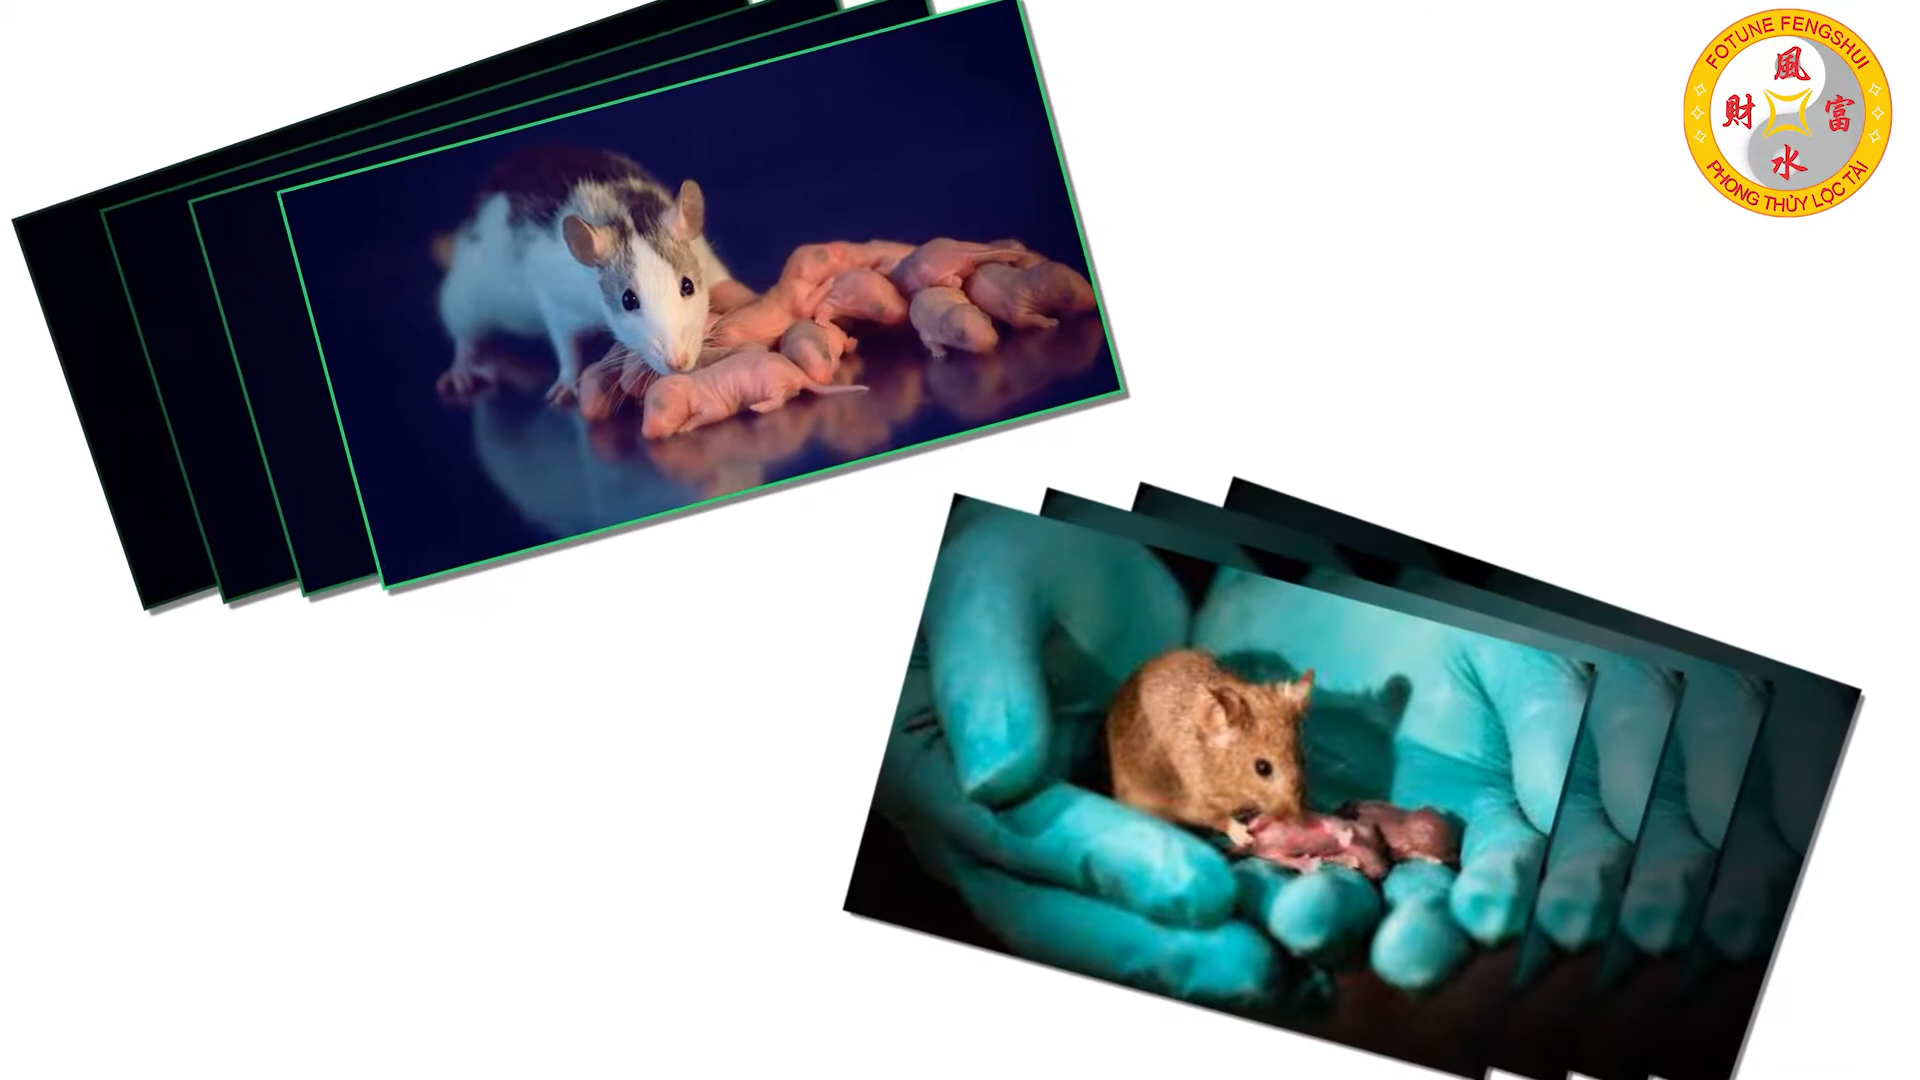 FOTUNE FENGSHUI
風
財 富
水
PHONG THỦY LỘC TÀI